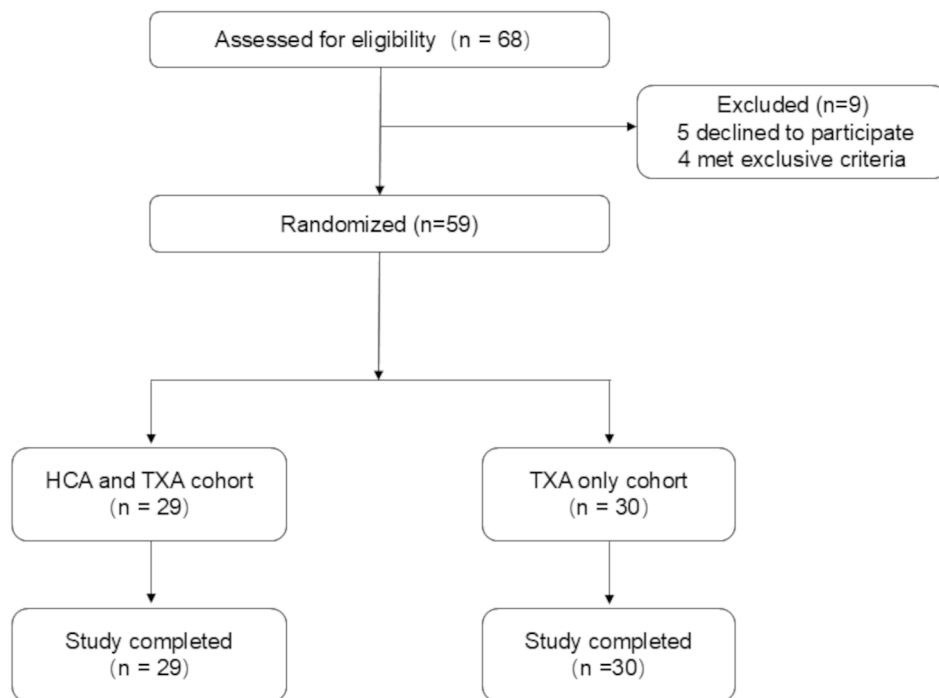 Assessed for eligibility (n = 68)
Excluded (n=9)
5 declined to participate
4 met exclusive criteria
Randomized (n=59)
HCA and TXA cohort
(n = 29)
TXA only cohort
(n = 30)
Study completed
(n = 29)
Study completed
(n =30)